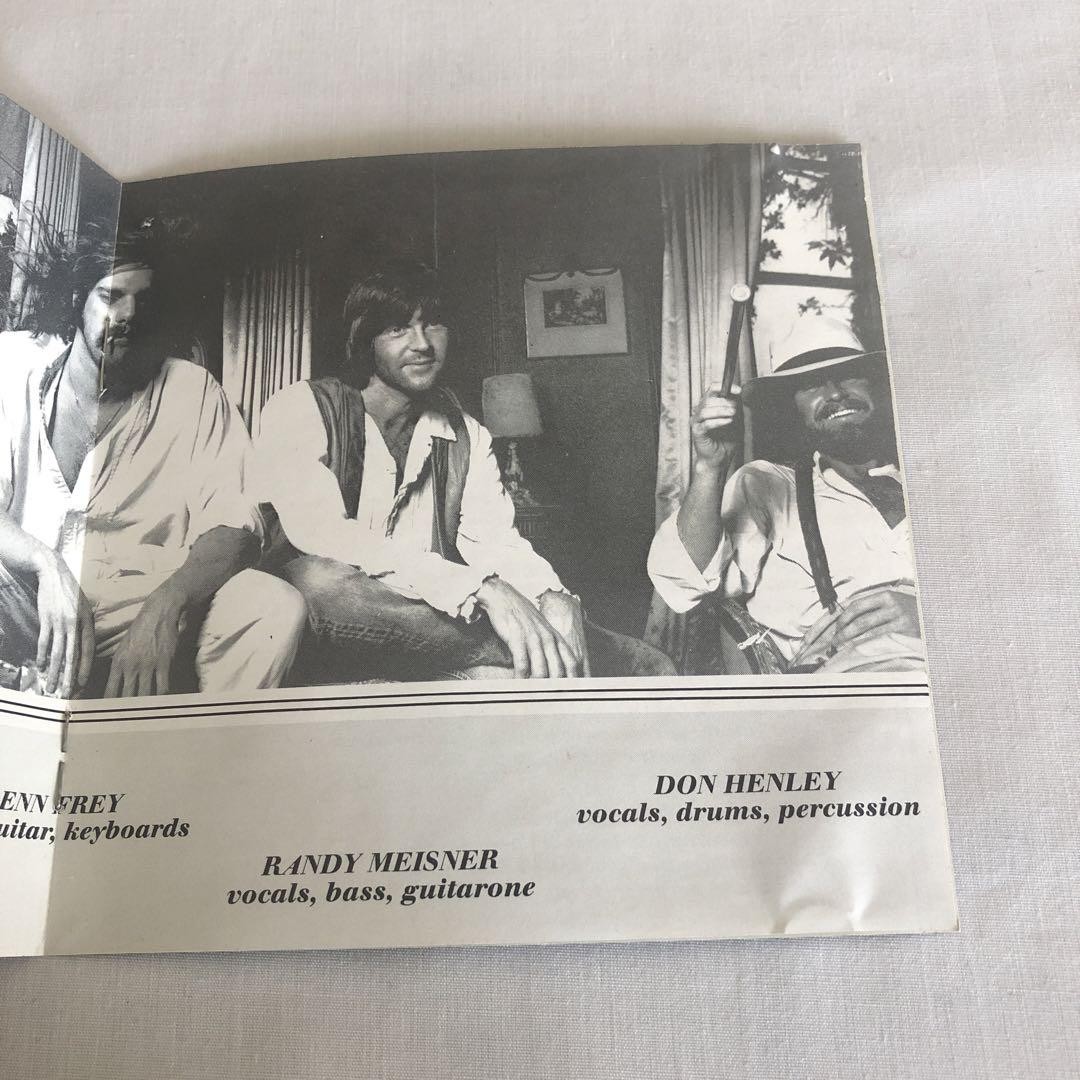 ENN FREY
uitar, keyboards
RANDY MEISNER
vocals, bass, guitarone
DON HENLEY
vocals, drums, percussion